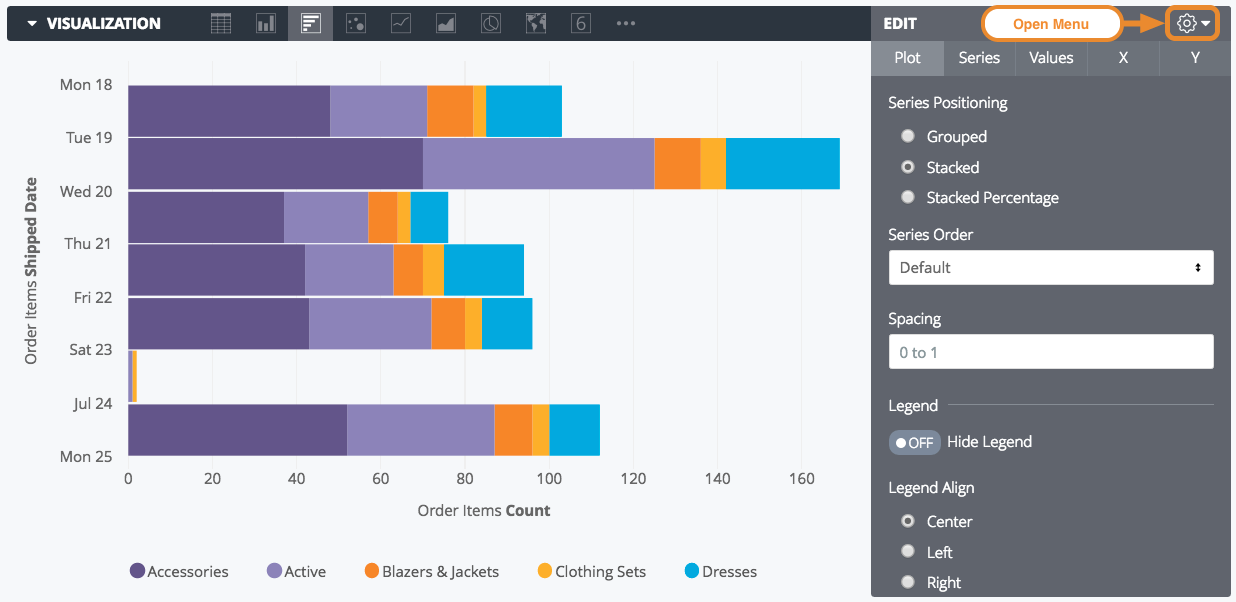 VISUALIZATION
6
EDIT
Open Menu
Plot
Series
Values
X
Y
Order Items Shipped Date
Mon 18
Tue 19
Wed 20
Thu 21
Fri 22
Sat 23
Jul 24
Mon 25
0 20 40 60 80 100 120 140 160
Order Items Count
Accessories
Active
Blazers & Jackets
Clothing Sets
Dresses
Series Positioning
Grouped
Stacked
Stacked Percentage
Series Order
Default
Spacing
0 to 1
Legend
OFF Hide Legend
Legend Align
Center
Left
Right